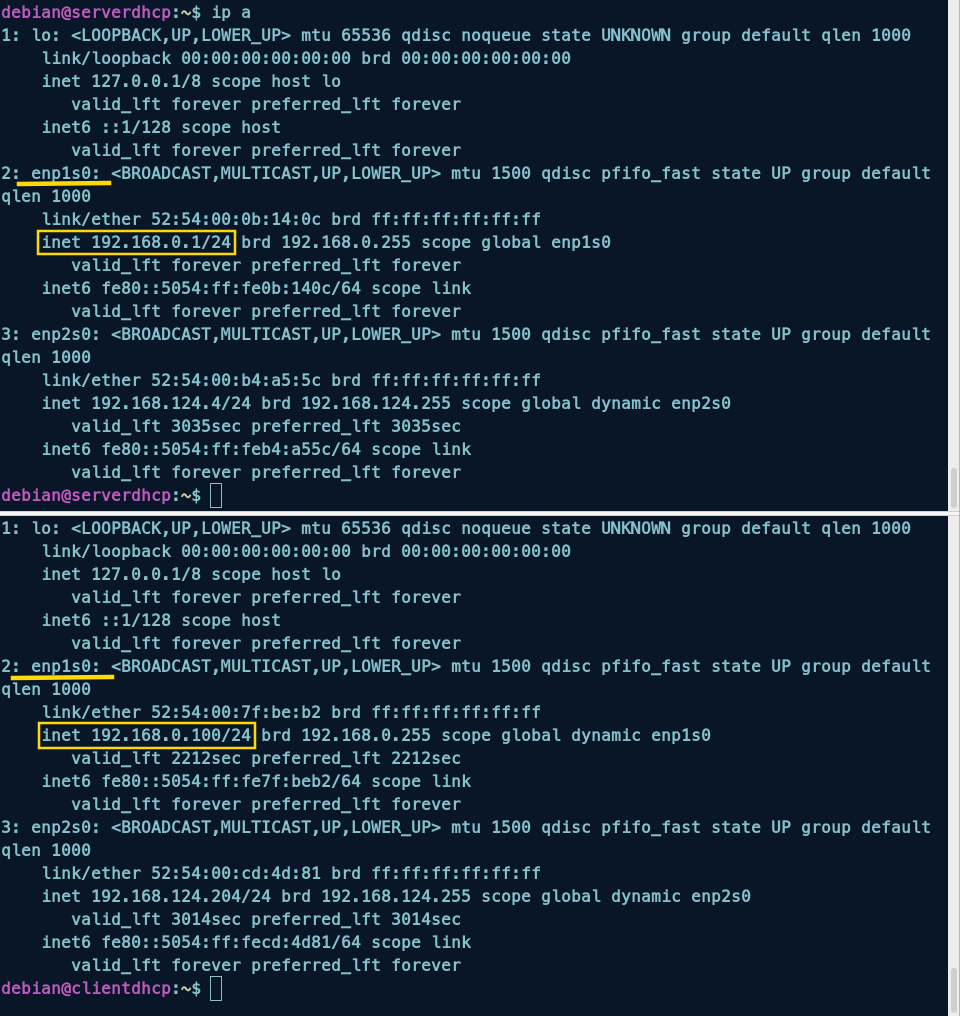 debian@serverdhcp:~$ ip a
1: lo: <LOOPBACK,UP,LOWER_UP> mtu 65536 qdisc noqueue state UNKNOWN group default qlen 1000
    link/loopback 00:00:00:00:00:00 brd 00:00:00:00:00:00
    inet 127.0.0.1/8 scope host lo
       valid_lft forever preferred_lft forever
    inet6 ::1/128 scope host
       valid_lft forever preferred_lft forever
2: enp1s0: <BROADCAST,MULTICAST,UP,LOWER_UP> mtu 1500 qdisc pfifo_fast state UP group default
qlen 1000
    link/ether 52:54:00:0b:14:0c brd ff:ff:ff:ff:ff:ff
    inet 192.168.0.1/24 brd 192.168.0.255 scope global enp1s0
       valid_lft forever preferred_lft forever
    inet6 fe80::5054:ff:fe0b:140c/64 scope link
       valid_lft forever preferred_lft forever
3: enp2s0: <BROADCAST,MULTICAST,UP,LOWER_UP> mtu 1500 qdisc pfifo_fast state UP group default
qlen 1000
    link/ether 52:54:00:b4:a5:5c brd ff:ff:ff:ff:ff:ff
    inet 192.168.124.4/24 brd 192.168.124.255 scope global dynamic enp2s0
       valid_lft 3035sec preferred_lft 3035sec
    inet6 fe80::5054:ff:feb4:a55c/64 scope link
       valid_lft forever preferred_lft forever
debian@serverdhcp:~$
1: lo: <LOOPBACK,UP,LOWER_UP> mtu 65536 qdisc noqueue state UNKNOWN group default qlen 1000
    link/loopback 00:00:00:00:00:00 brd 00:00:00:00:00:00
    inet 127.0.0.1/8 scope host lo
       valid_lft forever preferred_lft forever
    inet6 ::1/128 scope host
       valid_lft forever preferred_lft forever
2: enp1s0: <BROADCAST,MULTICAST,UP,LOWER_UP> mtu 1500 qdisc pfifo_fast state UP group default
qlen 1000
    link/ether 52:54:00:7f:be:b2 brd ff:ff:ff:ff:ff:ff
    inet 192.168.0.100/24 brd 192.168.0.255 scope global dynamic enp1s0
       valid_lft 2212sec preferred_lft 2212sec
    inet6 fe80::5054:ff:fe7f:beb2/64 scope link
       valid_lft forever preferred_lft forever
3: enp2s0: <BROADCAST,MULTICAST,UP,LOWER_UP> mtu 1500 qdisc pfifo_fast state UP group default
qlen 1000
    link/ether 52:54:00:cd:4d:81 brd ff:ff:ff:ff:ff:ff
    inet 192.168.124.204/24 brd 192.168.124.255 scope global dynamic enp2s0
       valid_lft 3014sec preferred_lft 3014sec
    inet6 fe80::5054:ff:fecd:4d81/64 scope link
       valid_lft forever preferred_lft forever
debian@clientdhcp:~$